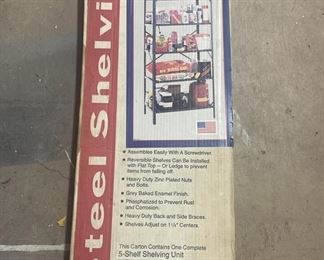 Steel Shelvi
• Assembles Easily With A Screwdriver.
• Reversible Shelves Can Be Installed
with Flat Top — Or Ledge to prevent
items from falling off.
• Heavy Duty Zinc Plated Nuts
and Bolts.
• Grey Baked Enamel Finish.
• Phosphatized to Prevent Rust
and Corrosion.
• Heavy Duty Back and Side Braces.
• Shelves Adjust on 1½" Centers.
This Carton Contains One Complete
5-Shelf Shelving Unit